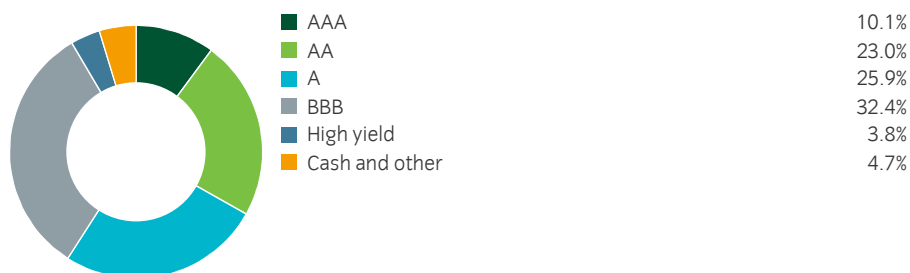 AAA 10.1%
AA 23.0%
A 25.9%
BBB 32.4%
High yield 3.8%
Cash and other 4.7%